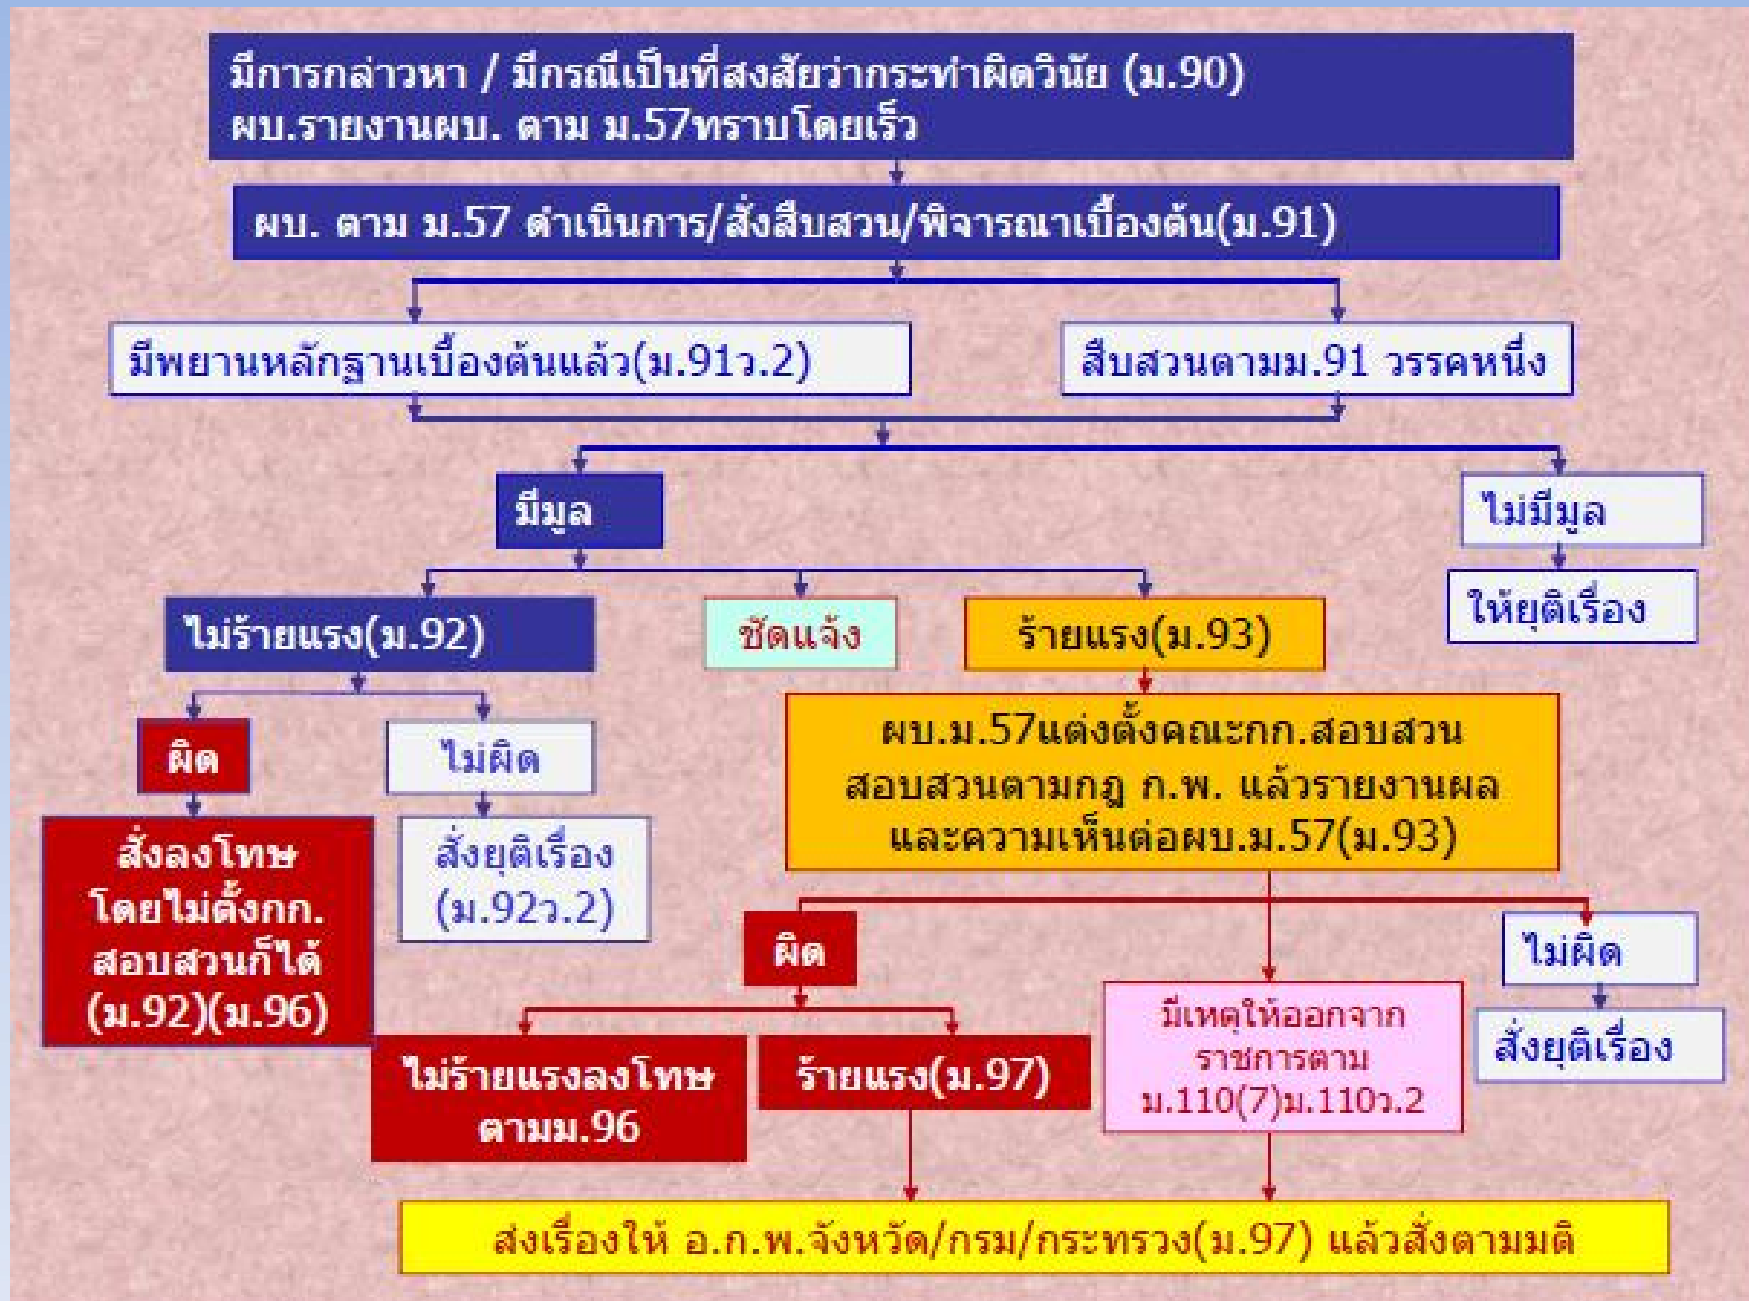 มีการกล่าวหา / มีกรณีเป็นที่สงสัยว่ากระทำผิดวินัย (ม.90)
ผบ.รายงานผบ. ตาม ม.57ทราบโดยเร็ว
ผบ. ตาม ม.57 ดำเนินการ/สั่งสืบสวน/พิจารณาเบื้องต้น(ม.91)
มีพยานหลักฐานเบื้องต้นแล้ว(ม.91ว.2)
สืบสวนตามม.91 วรรคหนึ่ง
มีมูล
ไม่มีมูล
ไม่ร้ายแรง(ม.92)
ชัดแจ้ง
ร้ายแรง(ม.93)
ให้ยุติเรื่อง
ผิด
ไม่ผิด
ผบ.ม.57แต่งตั้งคณะกก.สอบสวน
สอบสวนตามกฎ ก.พ. แล้วรายงานผล
และความเห็นต่อผบ.ม.57(ม.93)
สั่งลงโทษ
โดยไม่ตั้งกก.
สอบสวนก็ได้
(ม.92)(ม.96)
สั่งยุติเรื่อง
(ม.92ว.2)
ผิด
ไม่ผิด
ไม่ร้ายแรงลงโทษ
ตามม.96
ร้ายแรง(ม.97)
มีเหตุให้ออกจาก
ราชการตาม
ม.110(7)ม.110ว.2
สั่งยุติเรื่อง
ส่งเรื่องให้ อ.ก.พ.จังหวัด/กรม/กระทรวง(ม.97) แล้วสั่งตามมติ